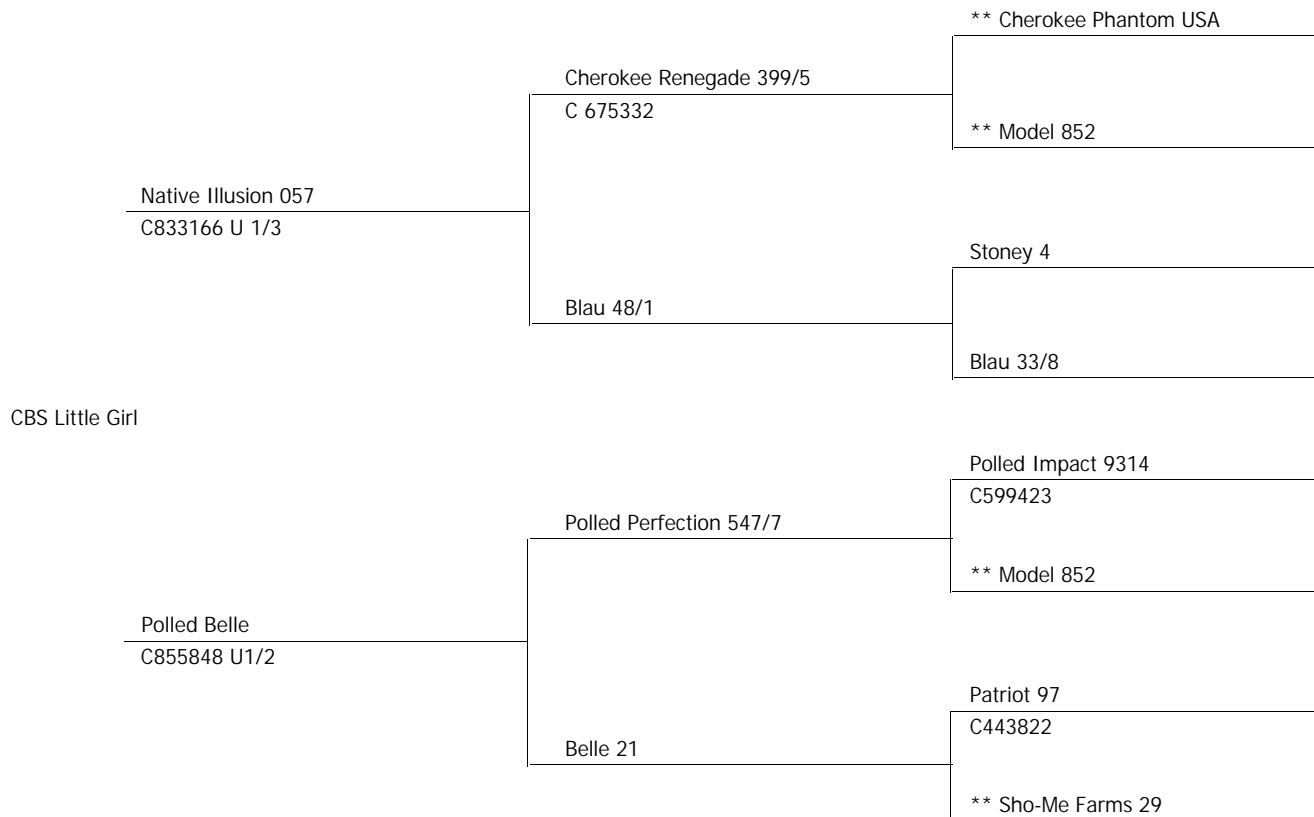 ** Cherokee Phantom USA
Cherokee Renegade 399/5
C 675332
** Model 852
Native Illusion 057
C833166 U 1/3
Stoney 4
Blau 48/1
Blau 33/8
CBS Little Girl
Polled Impact 9314
C599423
Polled Perfection 547/7
** Model 852
Polled Belle
C855848 U1/2
Patriot 97
C443822
Belle 21
** Sho-Me Farms 29